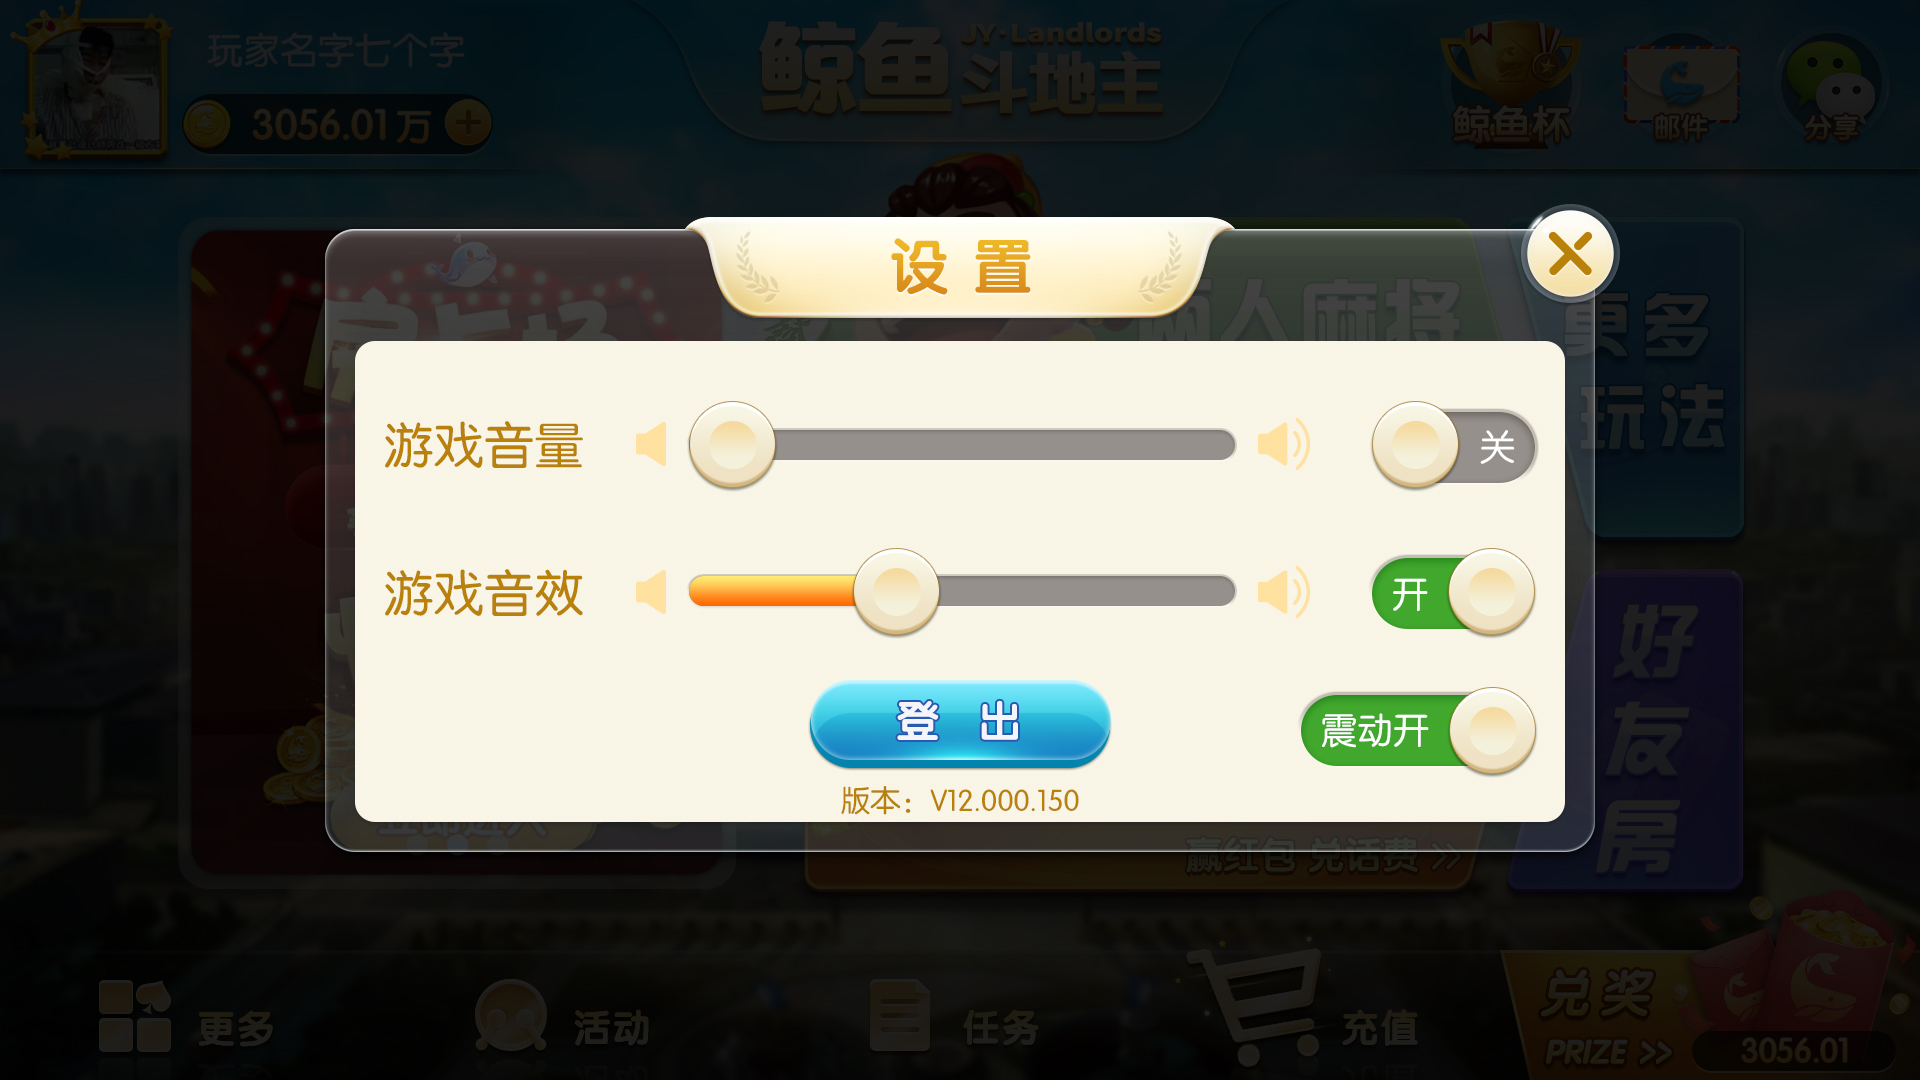 玩家名字七个字
3056.01万
鲸鱼
JY-Landlords
斗地主
鲸鱼杯
邮件
分享
设置
两人麻将
更多
玩法
游戏音量
关
游戏音效
开
登出
震动开
版本：V12.000.150
好
友
房
立即进入
赢红包 兑话费 >>
更多
活动
任务
充值
兑奖
PRIZE >>
3056.01